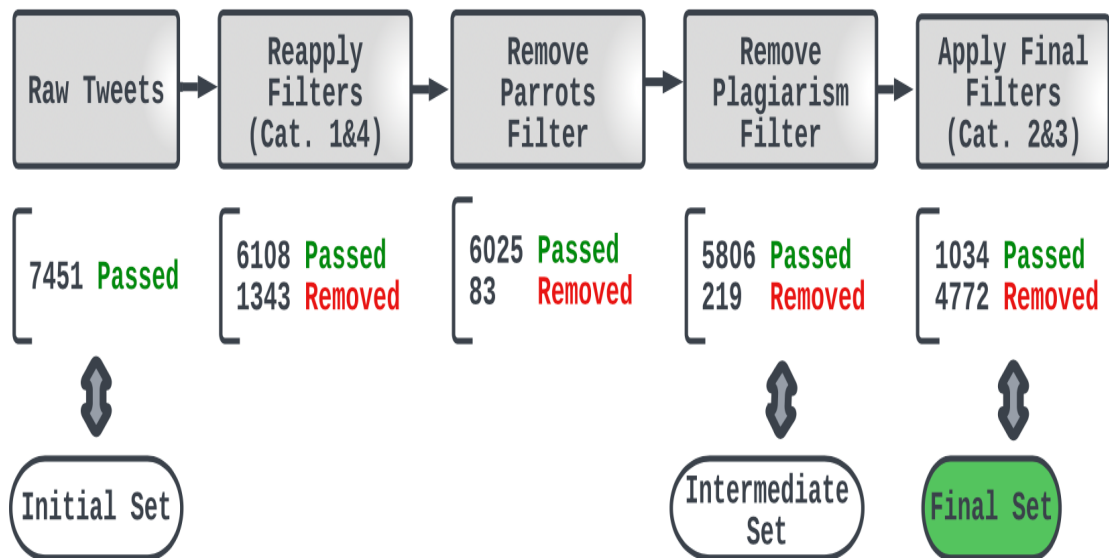 Raw Tweets
Reapply
Filters
(Cat. 1&4)
Remove
Parrots
Filter
Remove
Plagiarism
Filter
Apply Final
Filters
(Cat. 2&3)
7451 Passed
6108 Passed
1343 Removed
6025 Passed
83 Removed
5806 Passed
219 Removed
1034 Passed
4772 Removed
Initial Set
Intermediate
Set
Final Set